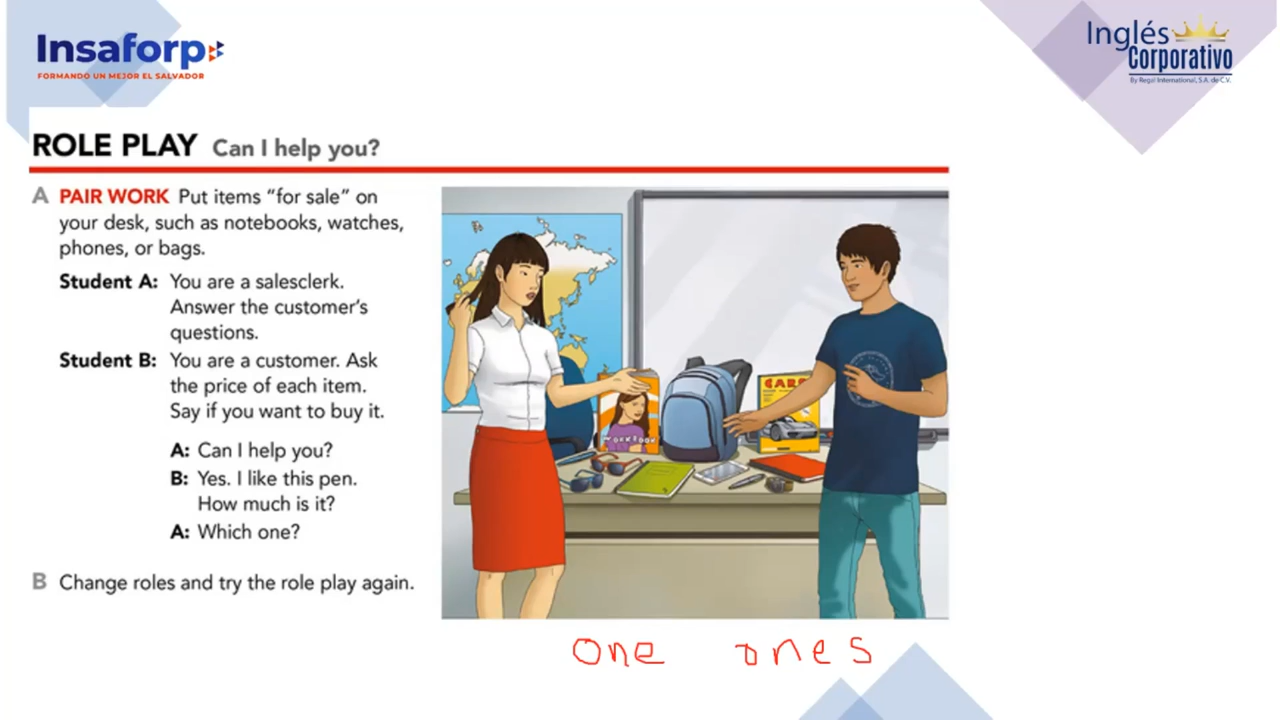 Insaforp
FORMANDO UN MEJOR EL SALVADOR
Inglés
Corporativo
By Regal International, S.A. de C.V.
ROLE PLAY Can I help you?
A PAIR WORK Put items “for sale” on
your desk, such as notebooks, watches,
phones, or bags.
Student A: You are a salesclerk.
Answer the customer's
questions.
Student B: You are a customer. Ask
the price of each item.
Say if you want to buy it.
A: Can I help you?
B: Yes. I like this pen.
How much is it?
A: Which one?
B Change roles and try the role play again.
WORKBOOK
CARS
one ones